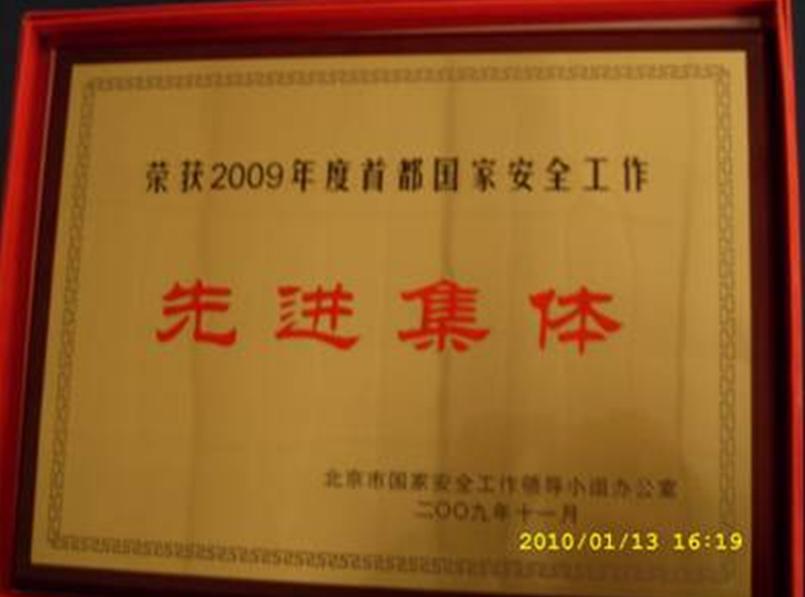 荣获2009年度首都国家安全工作
先进集体
北京市国家安全工作领导小组办公室
二〇〇九年十一月
2010/01/13 16:19